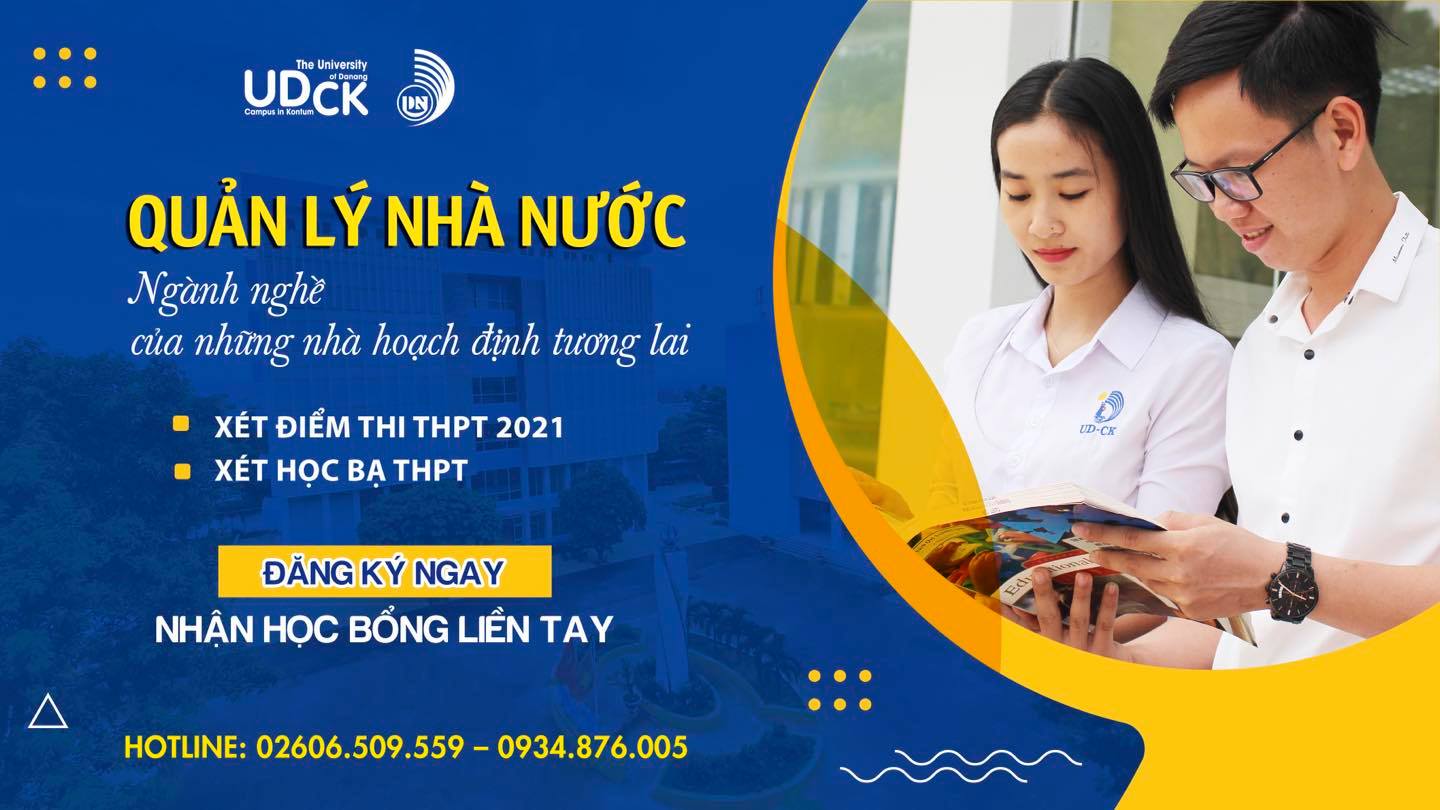 The University
of Danang
UDCK
Campus in Kontum
ĐN
QUẢN LÝ NHÀ NƯỚC
Ngành nghề
của những nhà hoạch định tương lai
XÉT ĐIỂM THI THPT 2021
XÉT HỌC BẠ THPT
ĐĂNG KÝ NGAY
NHẬN HỌC BỔNG LIỀN TAY
HOTLINE: 02606.509.559 – 0934.876.005
UD-CK
Educational